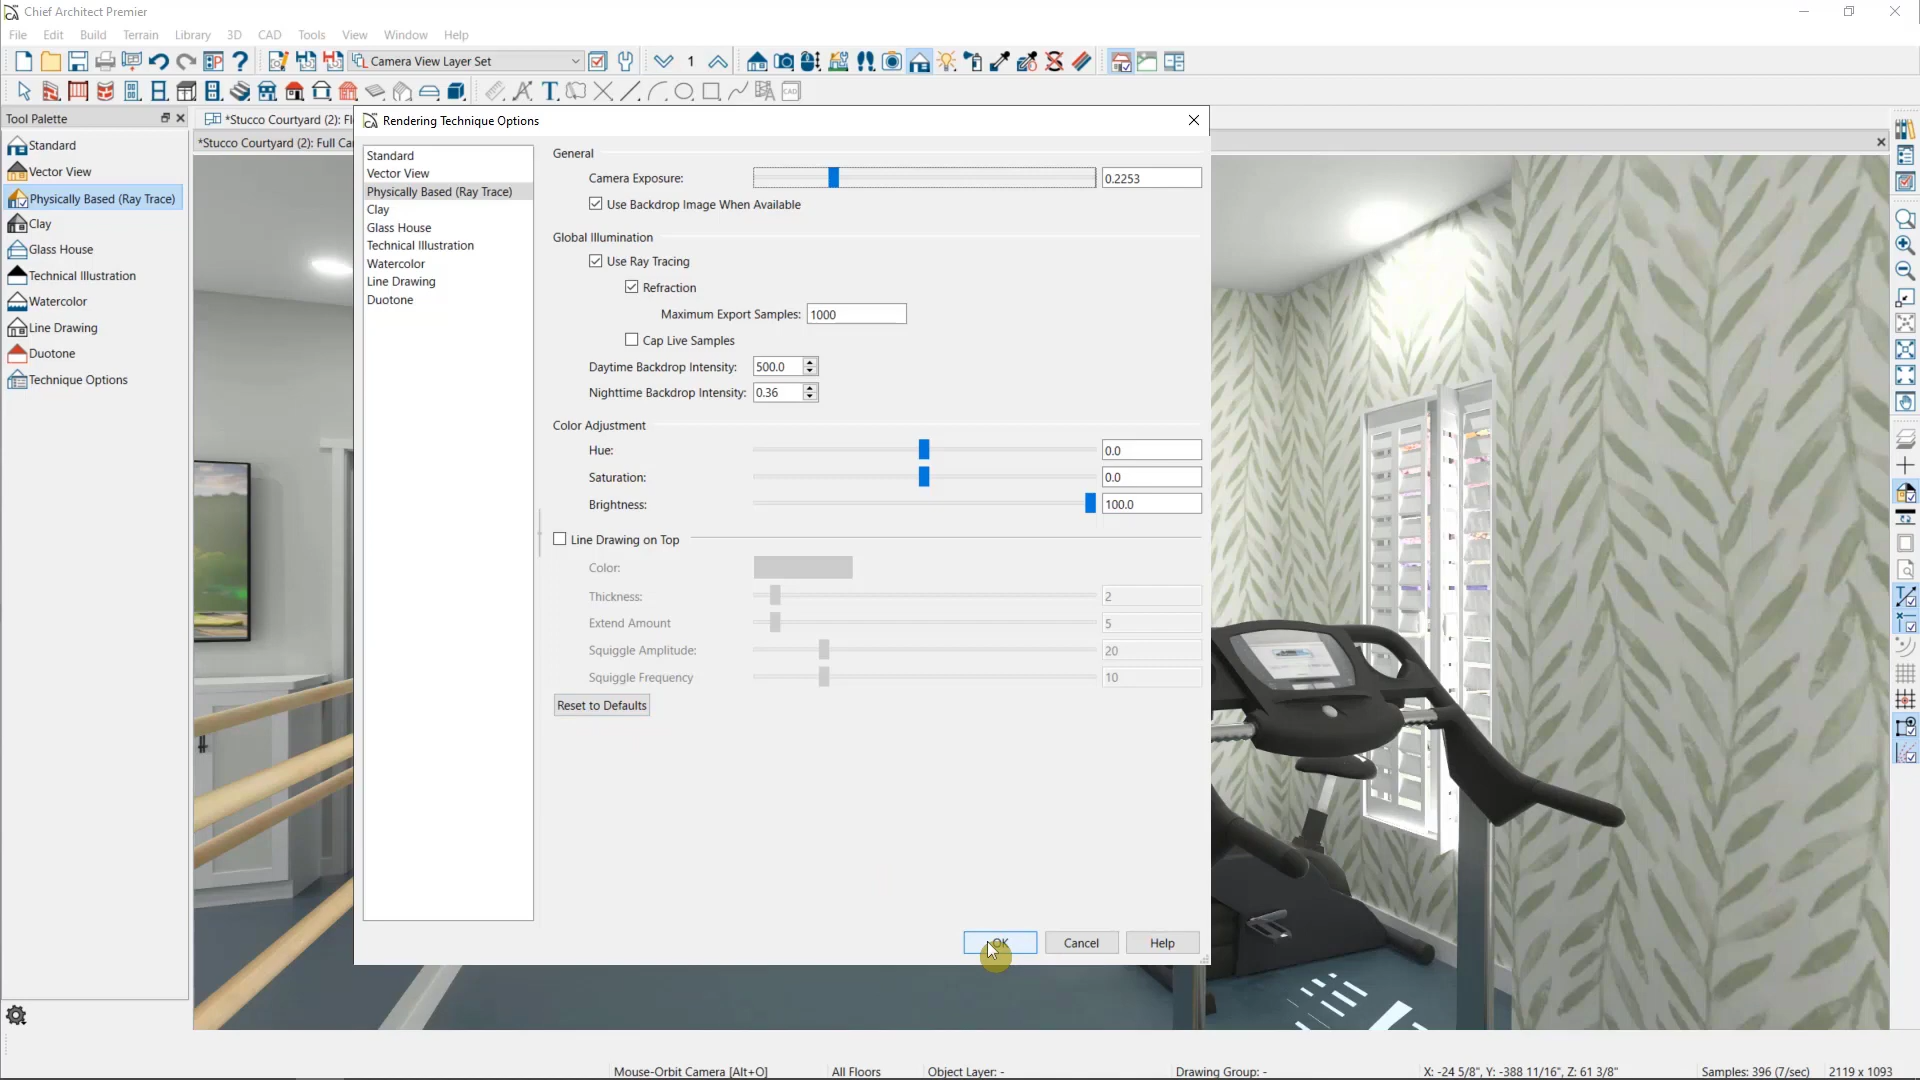 Chief Architect Premier
File Edit Build Terrain Library 3D CAD Tools View Window Help
Camera View Layer Set 1
Tool Palette
*Stucco Courtyard (2): Fl
*Stucco Courtyard (2): Full Ca
Standard
Vector View
Physically Based (Ray Trace)
Clay
Glass House
Technical Illustration
Watercolor
Line Drawing
Duotone
Technique Options
Rendering Technique Options
Standard
Vector View
Physically Based (Ray Trace)
Clay
Glass House
Technical Illustration
Watercolor
Line Drawing
Duotone
General
Camera Exposure: 0.2253
Use Backdrop Image When Available
Global Illumination
Use Ray Tracing
Refraction
Maximum Export Samples: 1000
Cap Live Samples
Daytime Backdrop Intensity: 500.0
Nighttime Backdrop Intensity: 0.36
Color Adjustment
Hue: 0.0
Saturation: 0.0
Brightness: 100.0
Line Drawing on Top
Color:
Thickness: 2
Extend Amount 5
Squiggle Amplitude: 20
Squiggle Frequency 10
Reset to Defaults
OK Cancel Help
Mouse-Orbit Camera [Alt+O] All Floors Object Layer: - Drawing Group: - X: -24 5/8", Y: -388 11/16", Z: 61 3/8" Samples: 396 (7/sec) 2119 x 1093